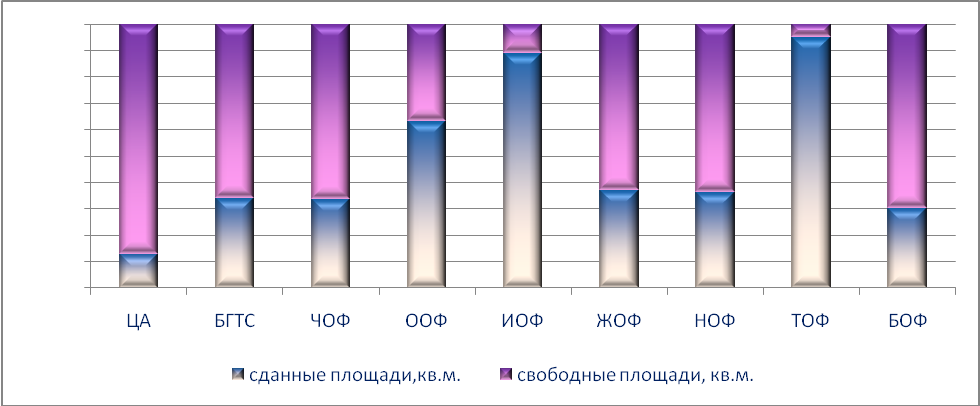 ЦА БГТС ЧОФ ООФ ИОФ ЖОФ НОФ ТОФ БОФ
сданные площади,кв.м. свободные площади, кв.м.